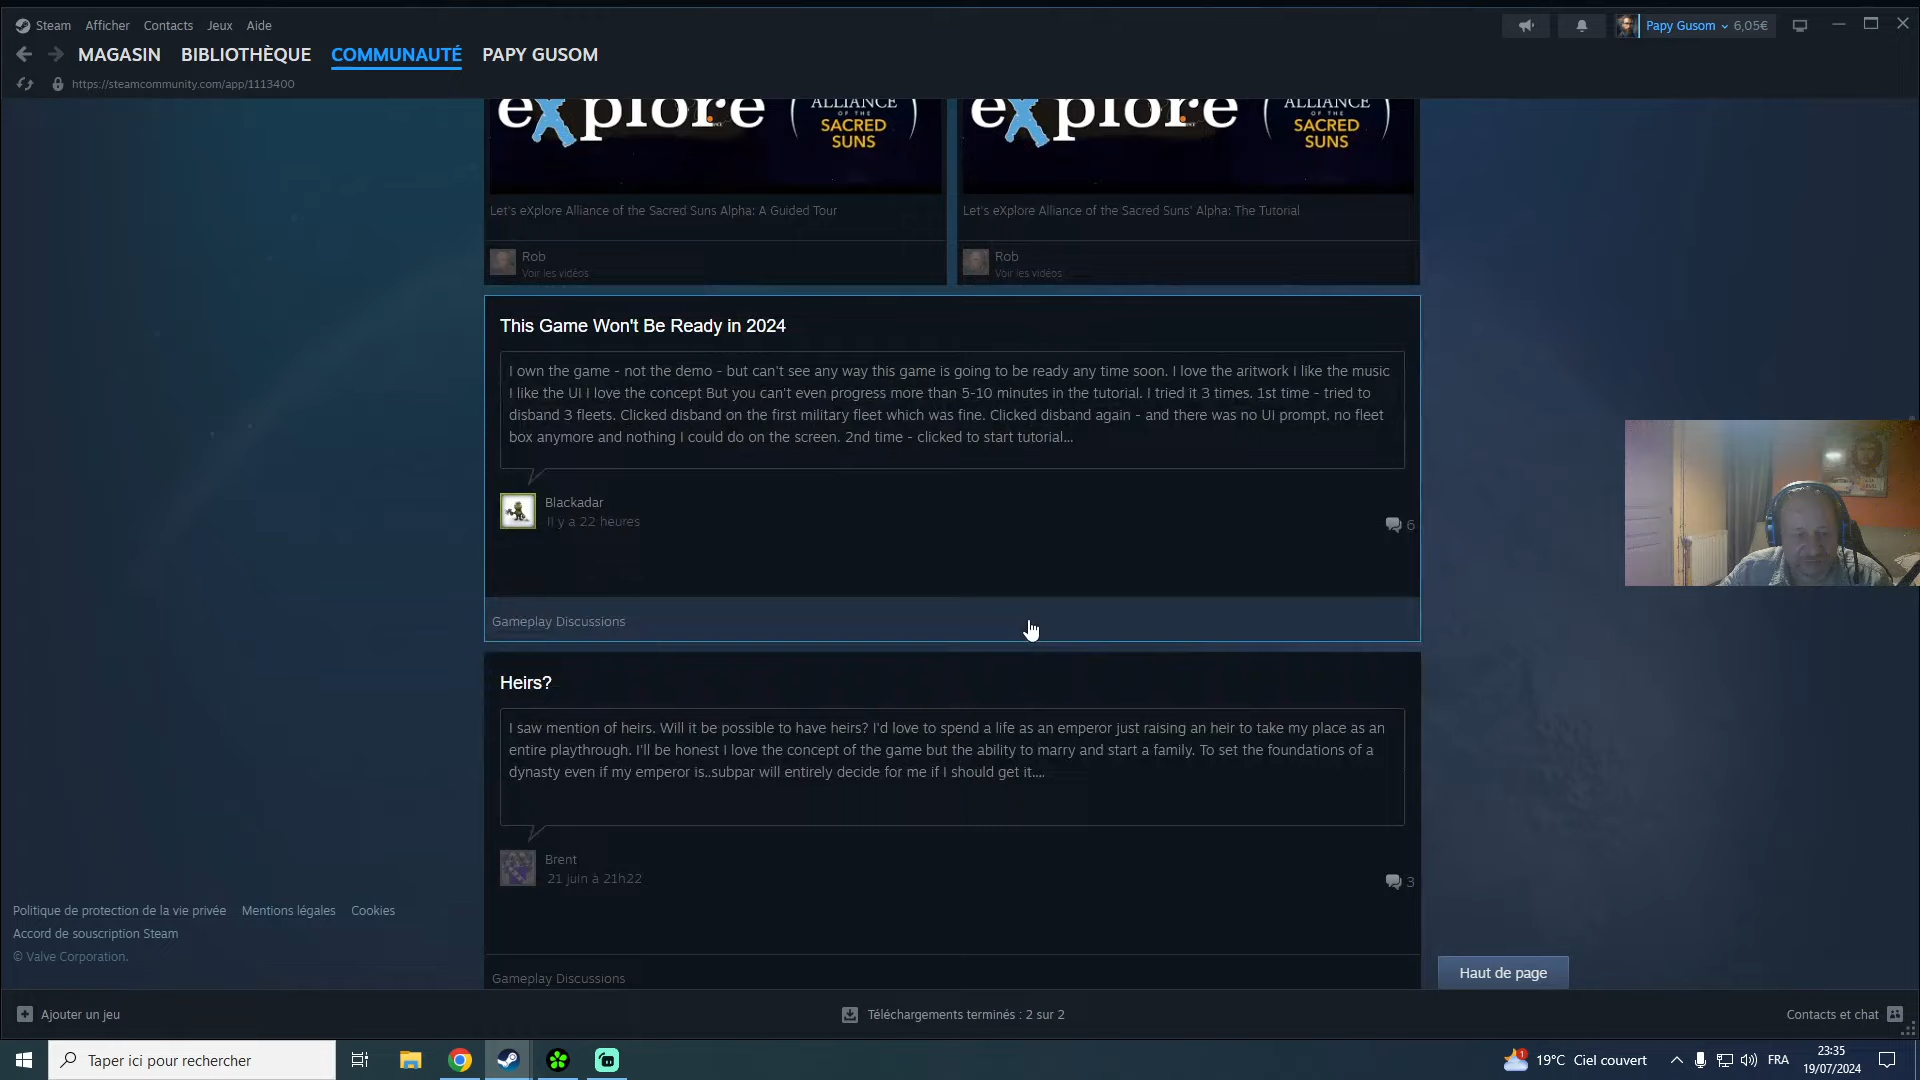 Steam Afficher Contacts Jeux Aide
Papy Gusom 6,05€
MAGASIN BIBLIOTHÈQUE COMMUNAUTÉ PAPY GUSOM
https://steamcommunity.com/app/1113400
eXplore ALLIANCE OF THE SACRED SUNS
eXplore ALLIANCE OF THE SACRED SUNS
Let's eXplore Alliance of the Sacred Suns Alpha: A Guided Tour
Let's eXplore Alliance of the Sacred Suns' Alpha: The Tutorial
Rob
Voir les vidéos
Rob
Voir les vidéos
This Game Won't Be Ready in 2024
I own the game - not the demo - but can't see any way this game is going to be ready any time soon. I love the aritwork I like the music
I like the UI I love the concept But you can't even progress more than 5-10 minutes in the tutorial. I tried it 3 times. 1st time - tried to
disband 3 fleets. Clicked disband on the first military fleet which was fine. Clicked disband again - and there was no UI prompt, no fleet
box anymore and nothing I could do on the screen. 2nd time - clicked to start tutorial...
Blackadar
Il y a 22 heures
6
Gameplay Discussions
Heirs?
I saw mention of heirs. Will it be possible to have heirs? I'd love to spend a life as an emperor just raising an heir to take my place as an
entire playthrough. I'll be honest I love the concept of the game but the ability to marry and start a family. To set the foundations of a
dynasty even if my emperor is..subpar will entirely decide for me if I should get it....
Brent
21 juin à 21h22
3
Gameplay Discussions
Politique de protection de la vie privée Mentions légales Cookies
Accord de souscription Steam
© Valve Corporation.
Haut de page
Ajouter un jeu
Téléchargements terminés : 2 sur 2
Contacts et chat
Taper ici pour rechercher
1
19°C Ciel couvert
FRA
23:35
19/07/2024